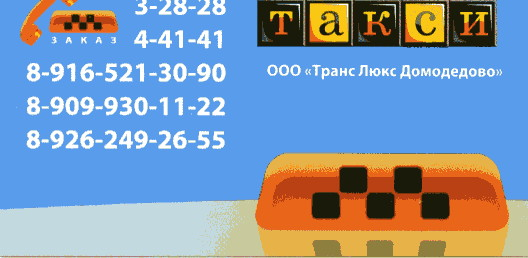 3-28-28
ЗАКАЗ 4-41-41
8-916-521-30-90
8-909-930-11-22
8-926-249-26-55
такси
ООО «Транс Люкс Домодедово»